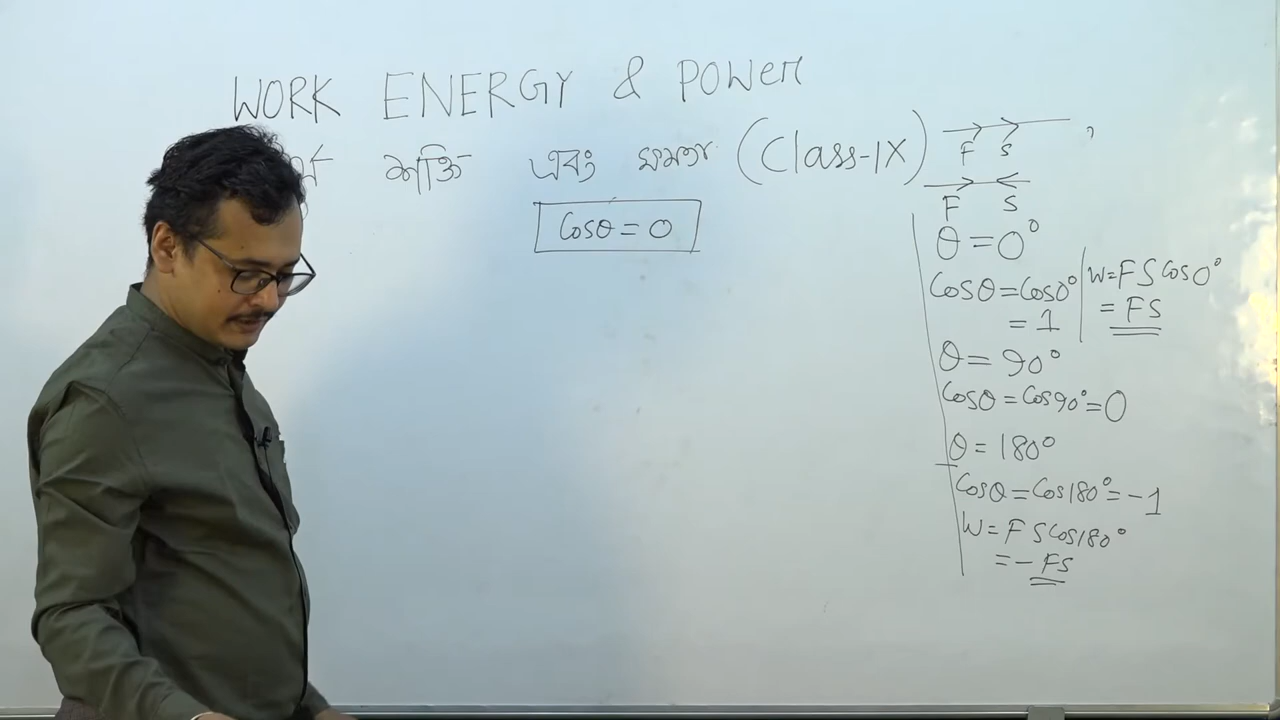 WORK ENERGY & POWER
শক্তি এবং ক্ষমতা (Class-IX)
F S
F S
Cosθ = 0
θ = 0°
Cosθ = Cos0°
= 1
W = FS Cos0°
= FS
θ = 90°
Cosθ = Cos90° = 0
θ = 180°
Cosθ = Cos180° = -1
W = F S Cos180°
= - FS